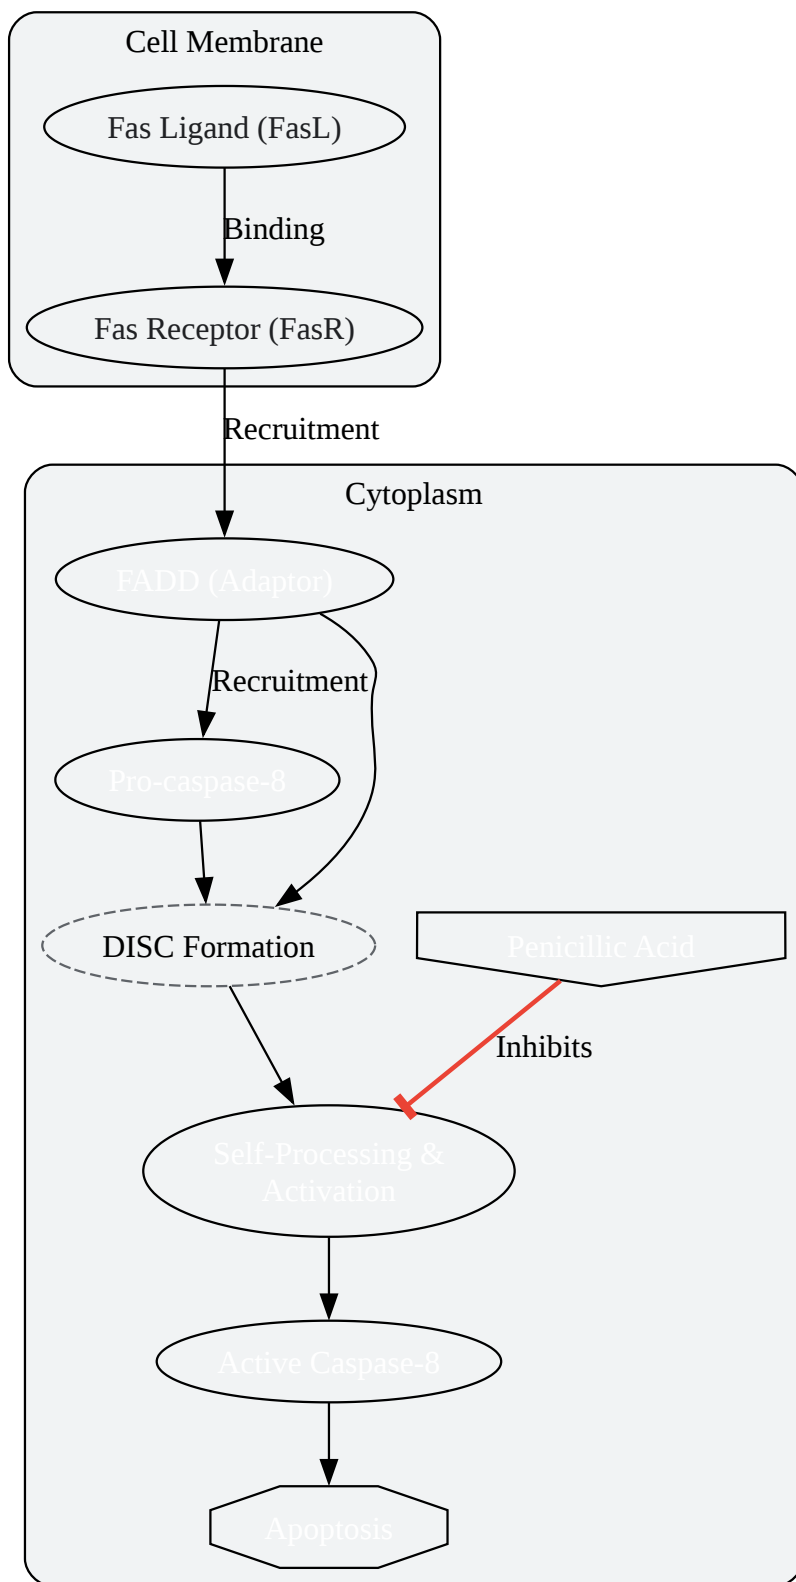 Cell Membrane
Fas Ligand (FasL)
Binding
Fas Receptor (FasR)
Recruitment
Cytoplasm
FADD (Adaptor)
Recruitment
Pro-caspase-8
DISC Formation
Penicillic Acid
Inhibits
Self-Processing &
Activation
Active Caspase-8
Apoptosis